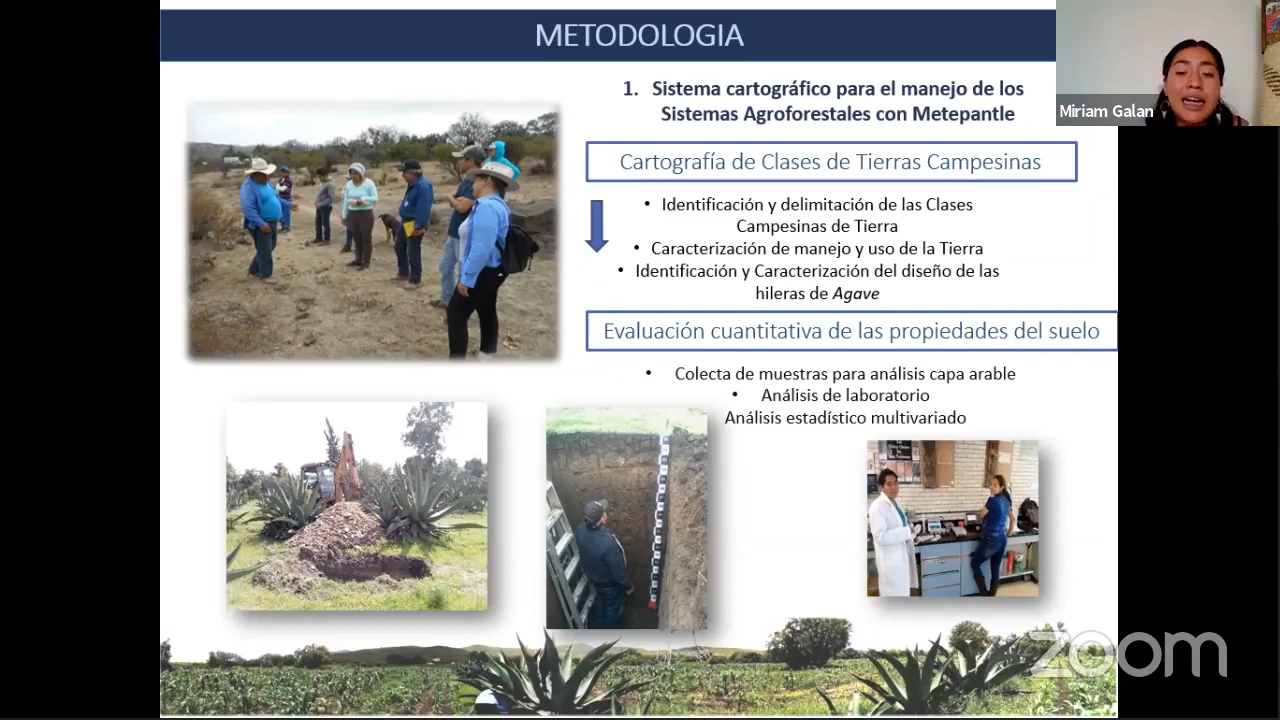 METODOLOGIA
1. Sistema cartográfico para el manejo de los
Sistemas Agroforestales con Metepantle
Miriam Galan
Cartografía de Clases de Tierras Campesinas
• Identificación y delimitación de las Clases
Campesinas de Tierra
• Caracterización de manejo y uso de la Tierra
• Identificación y Caracterización del diseño de las
hileras de Agave
Evaluación cuantitativa de las propiedades del suelo
• Colecta de muestras para análisis capa arable
• Análisis de laboratorio
Análisis estadístico multivariado
zoom